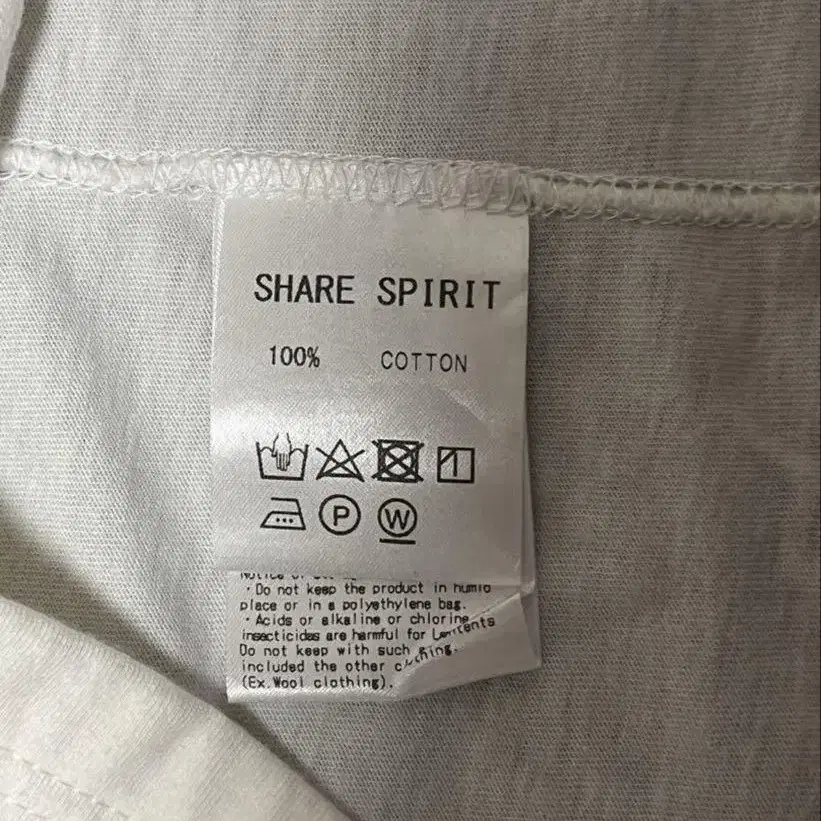 SHARE SPIRIT
100% COTTON
P
W
· Do not keep the product in humid
place or in a polyethylene bag.
· Acids or alkaline or chlorine
insecticides are harmful for
Do not keep with such
included the other
(Ex.Wool clothing).